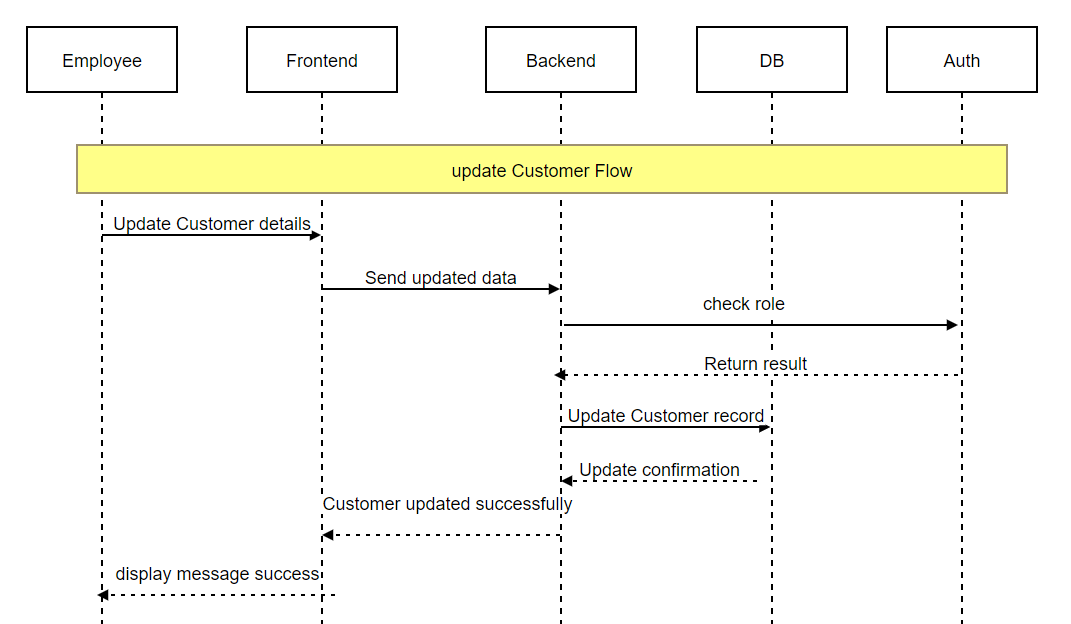 Employee
Frontend
Backend
DB
Auth
update Customer Flow
Update Customer details
Send updated data
check role
Return result
Update Customer record
Update confirmation
Customer updated successfully
display message success